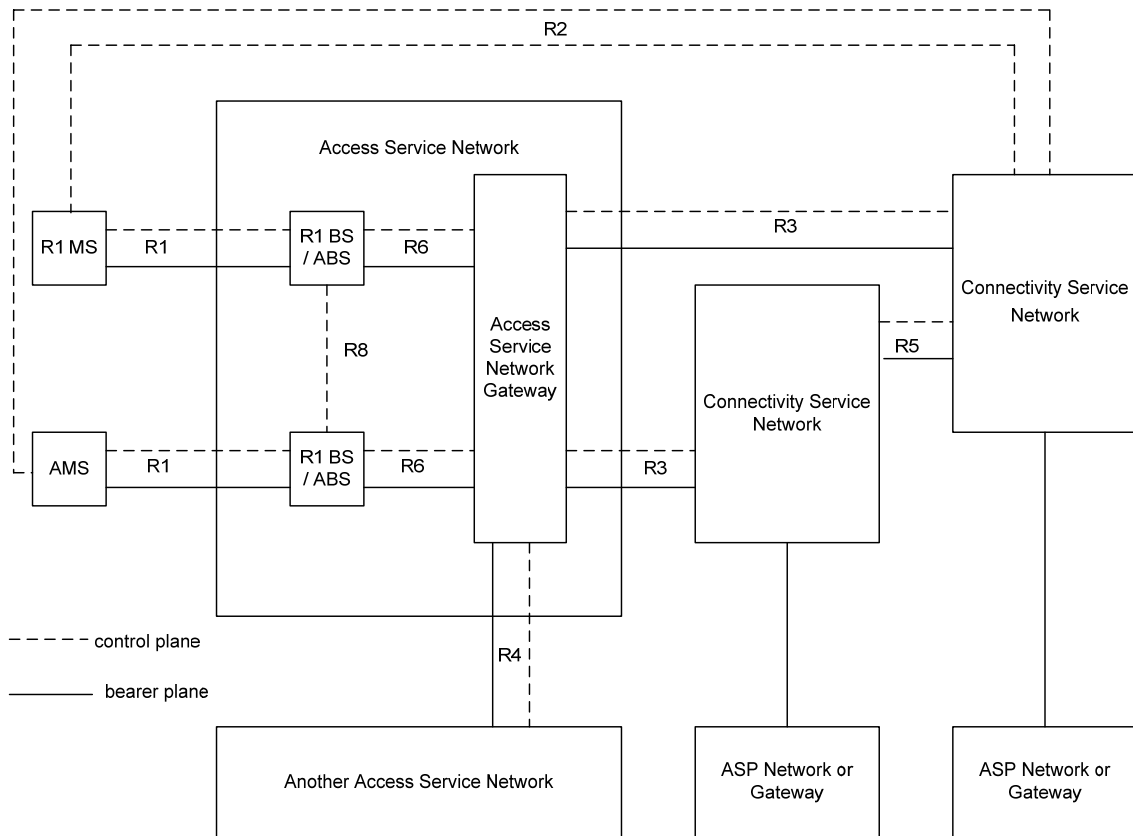 R2
Access Service Network
R1 MS
R1
R1 BS
/ ABS
R6
R3
Connectivity Service
Network
Access
Service
Network
Gateway
R8
R5
Connectivity Service
Network
AMS
R1
R1 BS
/ ABS
R6
R3
control plane
R4
bearer plane
Another Access Service Network
ASP Network or
Gateway
ASP Network or
Gateway